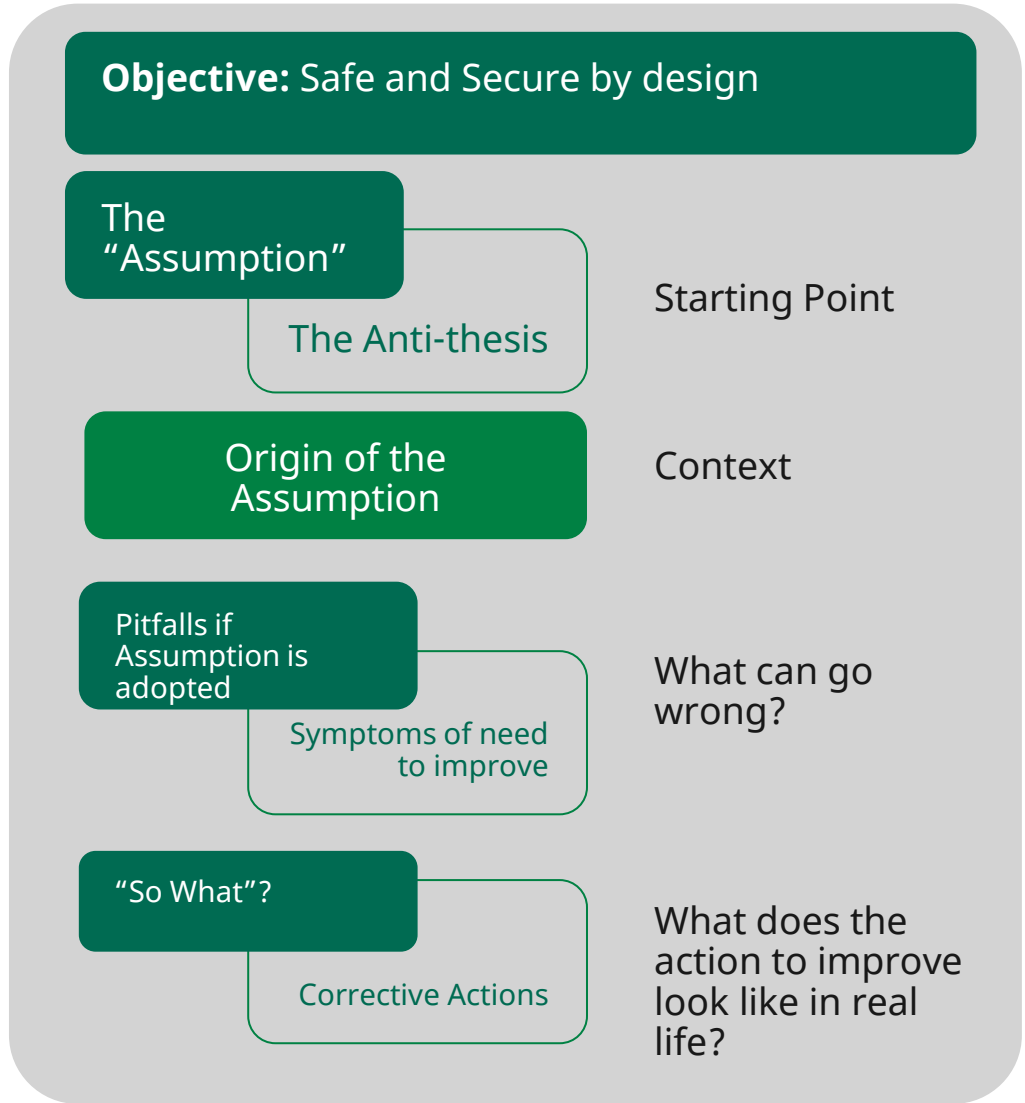 Objective: Safe and Secure by design
The
“Assumption”
The Anti-thesis
Starting Point
Origin of the
Assumption
Context
Pitfalls if
Assumption is
adopted
Symptoms of need
to improve
What can go
wrong?
“So What”?
Corrective Actions
What does the
action to improve
look like in real
life?